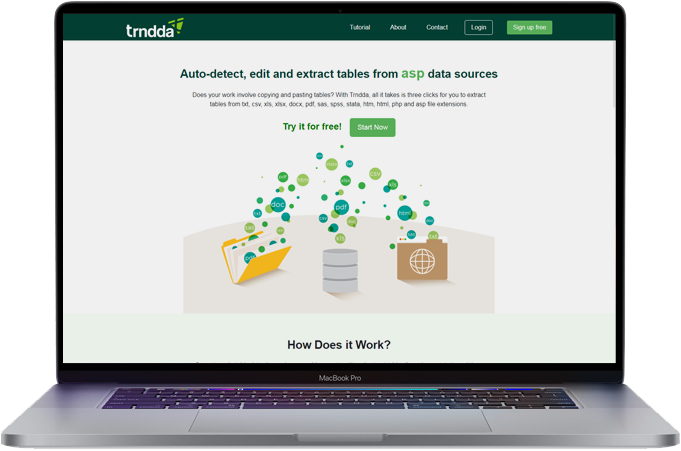 trndda
Tutorial
About
Contact
Login
Sign up free
Auto-detect, edit and extract tables from asp data sources
Does your work involve copying and pasting tables? With Trndda, all it takes is three clicks for you to extract
tables from txt, csv, xls, xlsx, docx, pdf, sas, spss, stata, htm, html, php and asp file extensions.
Try it for free!
Start Now
csv
pdf
xls
doc
pdf
html
How Does it Work?
MacBook Pro